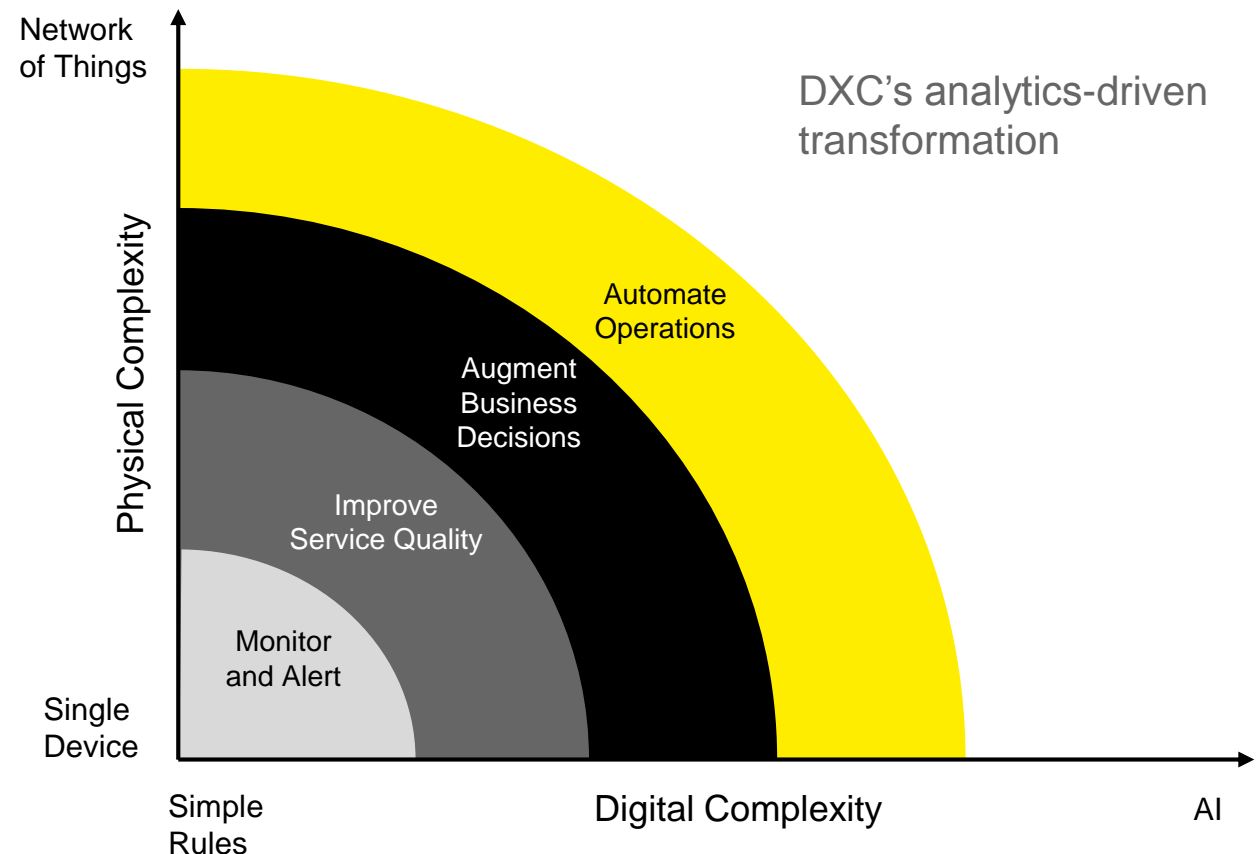 Network
of Things
DXC's analytics-driven
transformation
Physical Complexity
Automate
Operations
Augment
Business
Decisions
Improve
Service Quality
Monitor
and Alert
Single
Device
Simple
Rules
Digital Complexity
AI